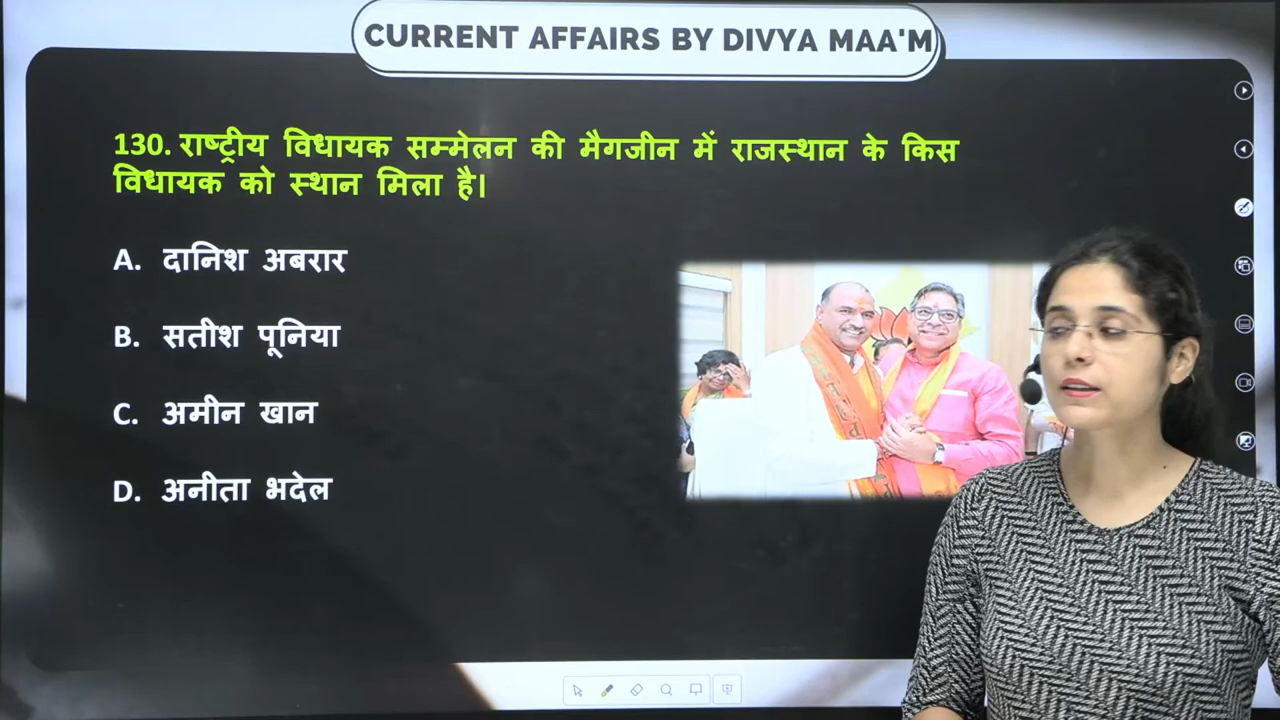 CURRENT AFFAIRS BY DIVYA MAA'M
130. राष्ट्रीय विधायक सम्मेलन की मैगजीन में राजस्थान के किस
विधायक को स्थान मिला है।
A. दानिश अबरार
B. सतीश पूनिया
C. अमीन खान
D. अनीता भदेल